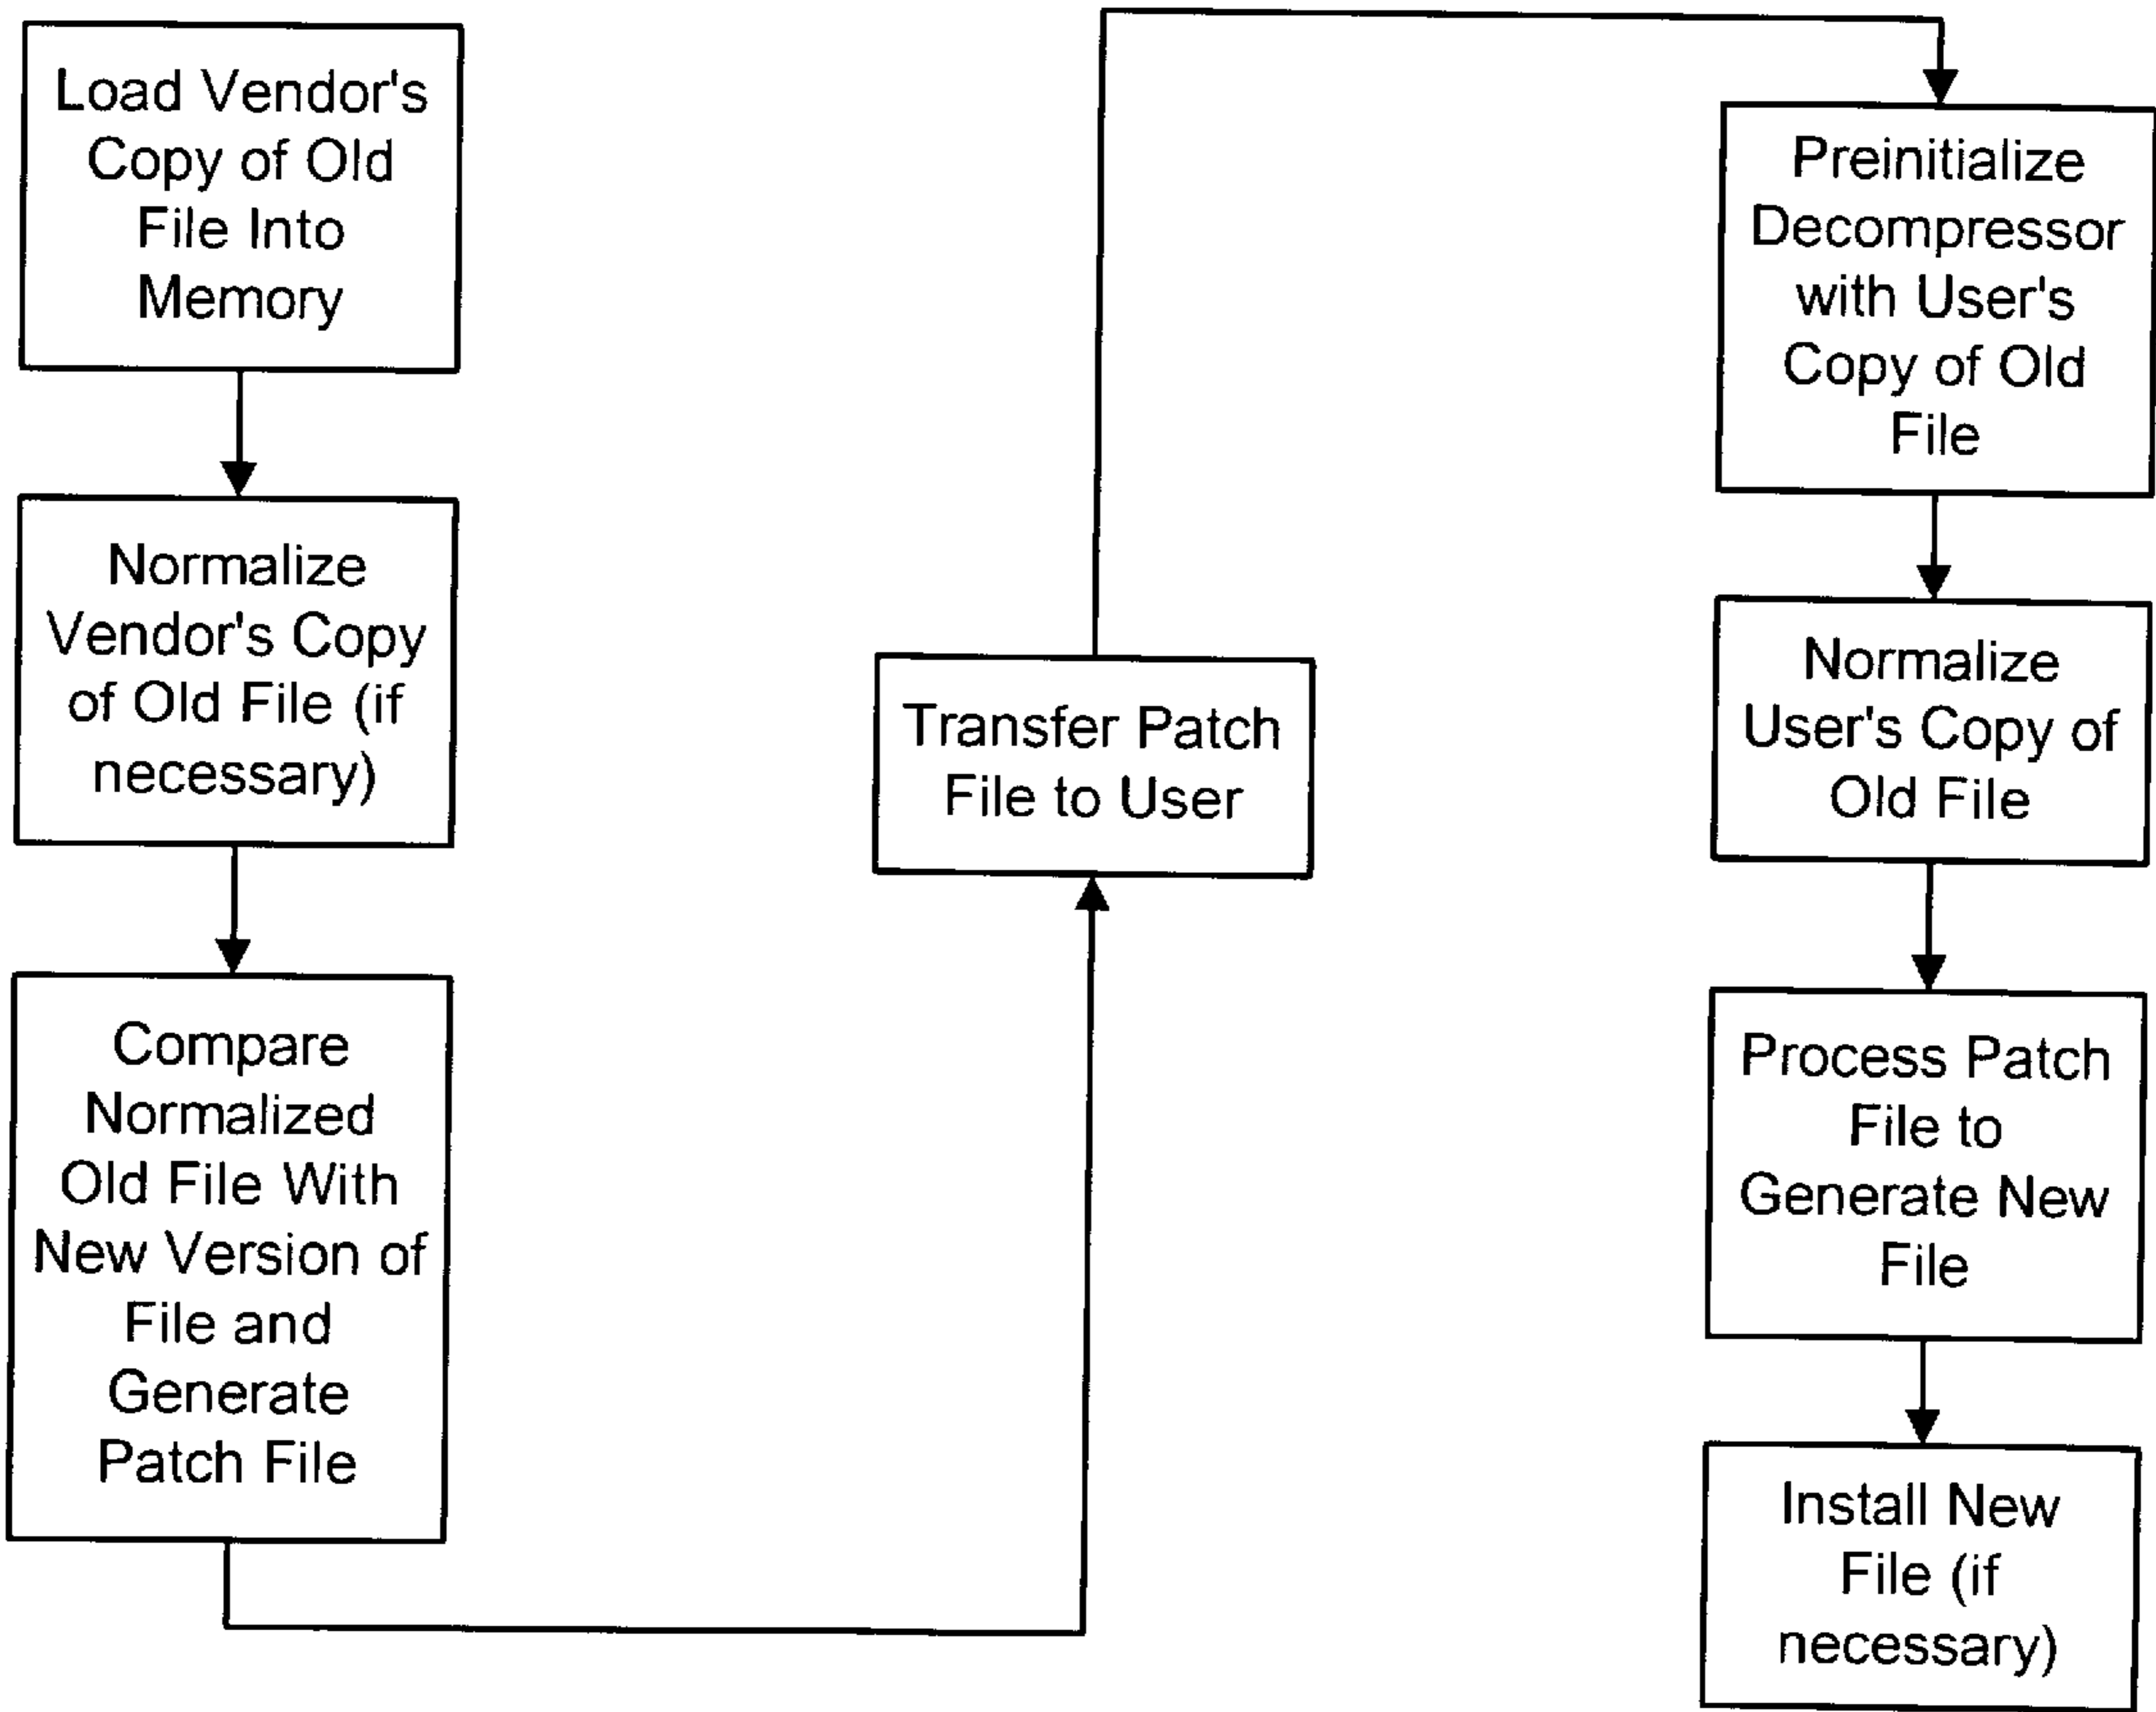 Load Vendor's
Copy of Old
File Into
Memory
Normalize
Vendor's Copy
of Old File (if
necessary)
Compare
Normalized
Old File With
New Version of
File and
Generate
Patch File
Transfer Patch
File to User
Preinitialize
Decompressor
with User's
Copy of Old
File
Normalize
User's Copy of
Old File
Process Patch
File to
Generate New
File
Install New
File (if
necessary)